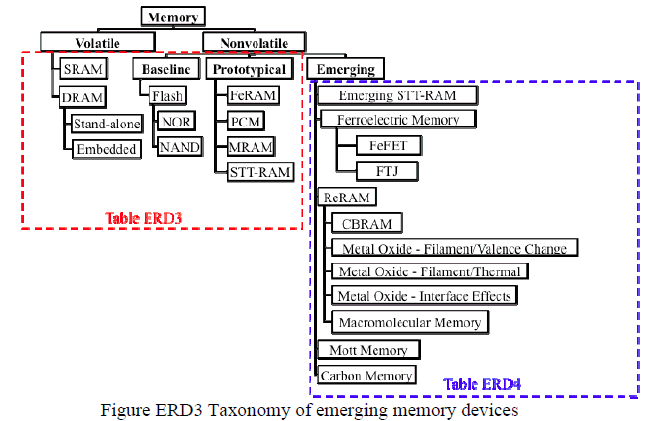 Memory
Volatile
Nonvolatile
SRAM
DRAM
Stand-alone
Embedded
Baseline
Flash
NOR
NAND
Prototypical
FeRAM
PCM
MRAM
STT-RAM
Table ERD3
Emerging
Emerging STT-RAM
Ferroelectric Memory
FeFET
FTJ
ReRAM
CBRAM
Metal Oxide - Filament/Valence Change
Metal Oxide - Filament/Thermal
Metal Oxide - Interface Effects
Macromolecular Memory
Mott Memory
Carbon Memory
Table ERD4
Figure ERD3 Taxonomy of emerging memory devices